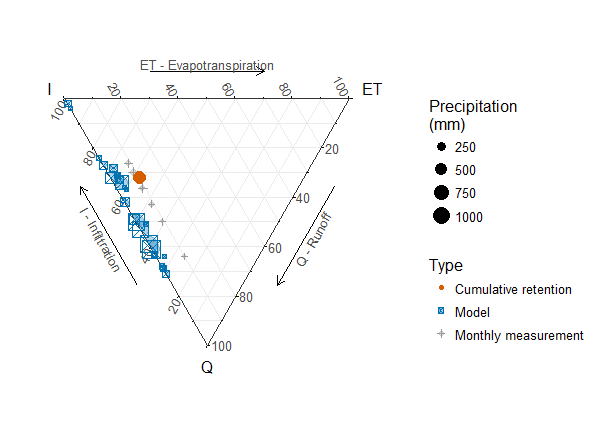 ET - Evapotranspiration
I
ET
100
20
40
60
80
100
20
40
60
80
100
80
60
20
I - Infiltration
Q - Runoff
Q
Precipitation
(mm)
250
500
750
1000
Type
Cumulative retention
Model
Monthly measurement